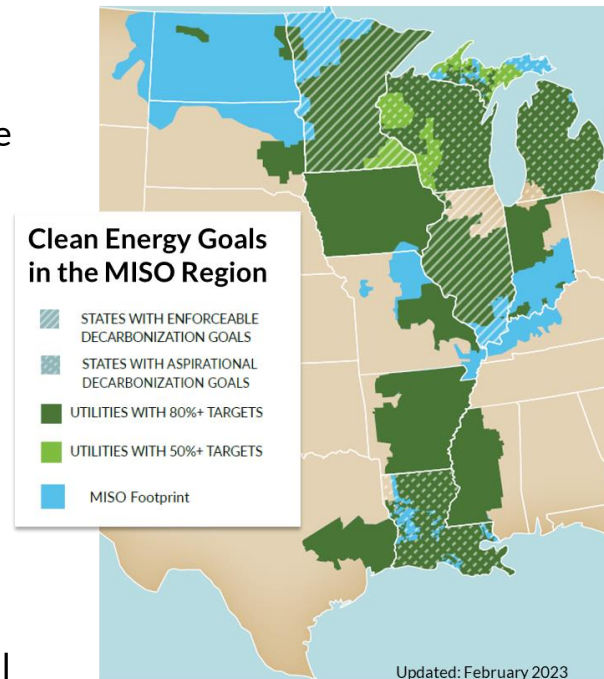 e
Clean Energy Goals
in the MISO Region
STATES WITH ENFORCEABLE
DECARBONIZATION GOALS
STATES WITH ASPIRATIONAL
DECARBONIZATION GOALS
UTILITIES WITH 80%+ TARGETS
UTILITIES WITH 50%+ TARGETS
MISO Footprint
l
Updated: February 2023